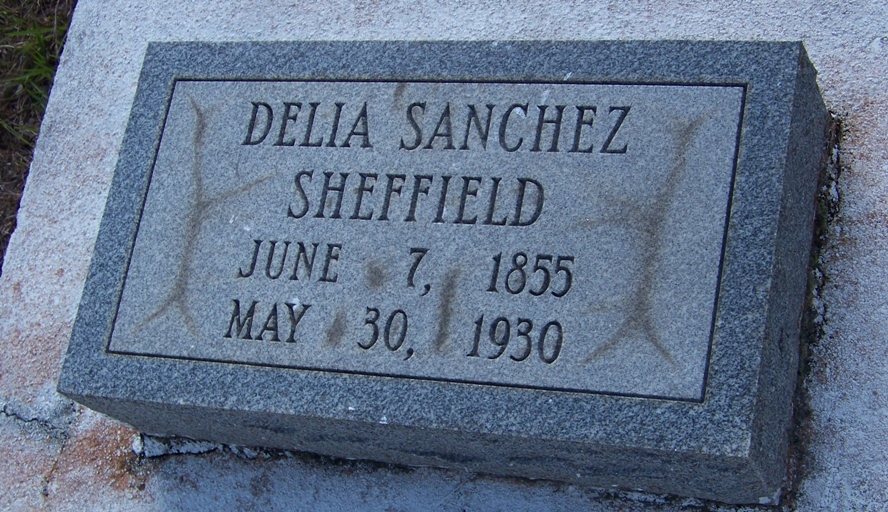 DELIA SANCHEZ
SHEFFIELD
JUNE 7, 1855
MAY 30, 1930